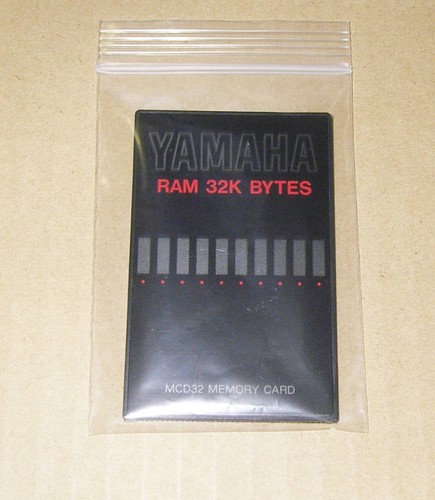 YAMAHA
RAM 32K BYTES
MCD32 MEMORY CARD